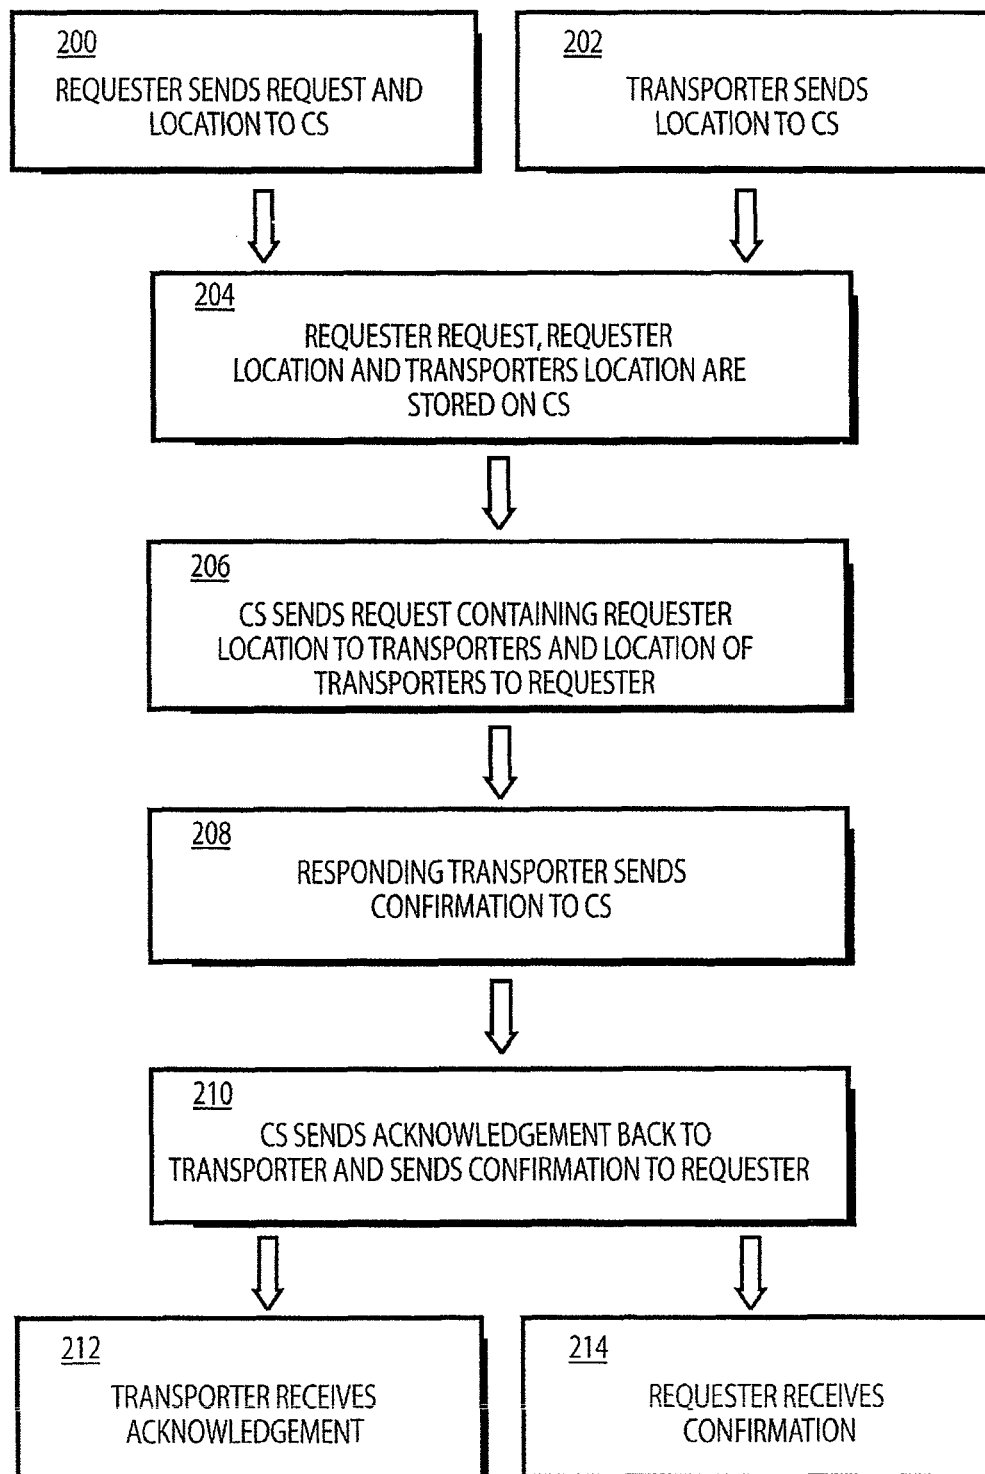 200
REQUESTER SENDS REQUEST AND
LOCATION TO CS
202
TRANSPORTER SENDS
LOCATION TO CS
204
REQUESTER REQUEST, REQUESTER
LOCATION AND TRANSPORTERS LOCATION ARE
STORED ON CS
206
CS SENDS REQUEST CONTAINING REQUESTER
LOCATION TO TRANSPORTERS AND LOCATION OF
TRANSPORTERS TO REQUESTER
208
RESPONDING TRANSPORTER SENDS
CONFIRMATION TO CS
210
CS SENDS ACKNOWLEDGEMENT BACK TO
TRANSPORTER AND SENDS CONFIRMATION TO REQUESTER
212
TRANSPORTER RECEIVES
ACKNOWLEDGEMENT
214
REQUESTER RECEIVES
CONFIRMATION